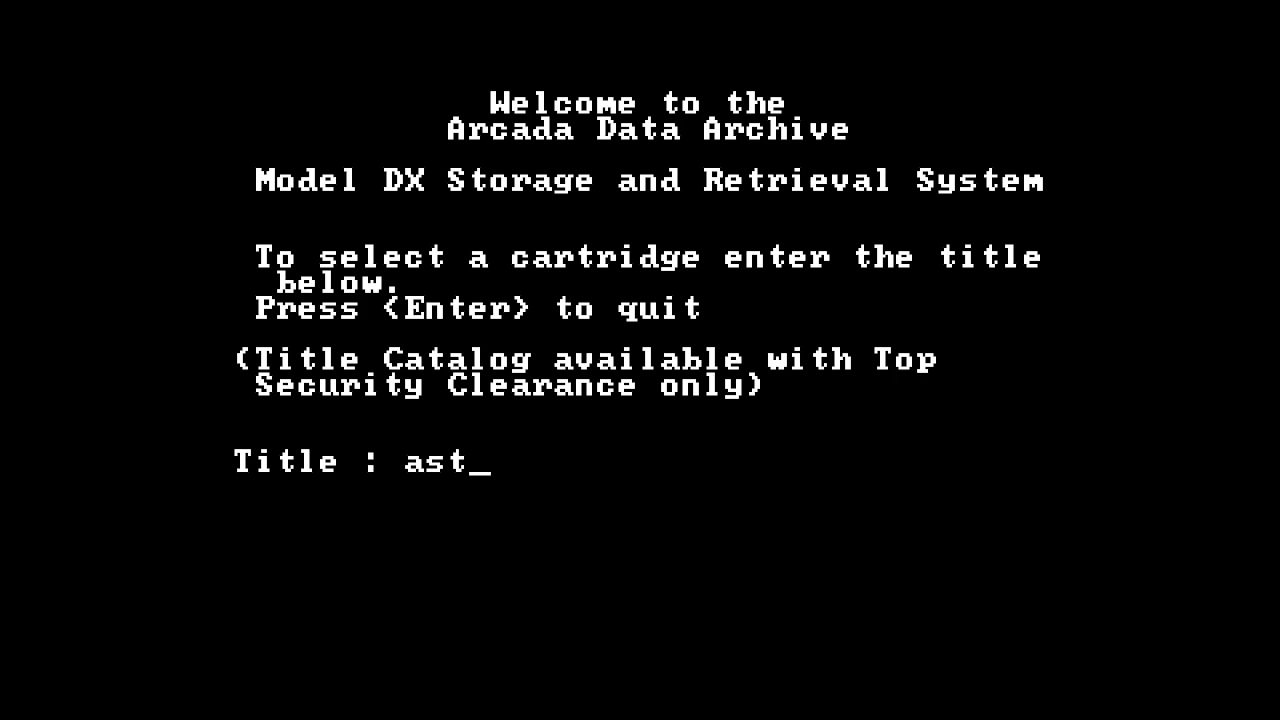 Welcome to the
Arcada Data Archive
Model DX Storage and Retrieval System
To select a cartridge enter the title
below.
Press <Enter> to quit
(Title Catalog available with Top
Security Clearance only)
Title : ast_